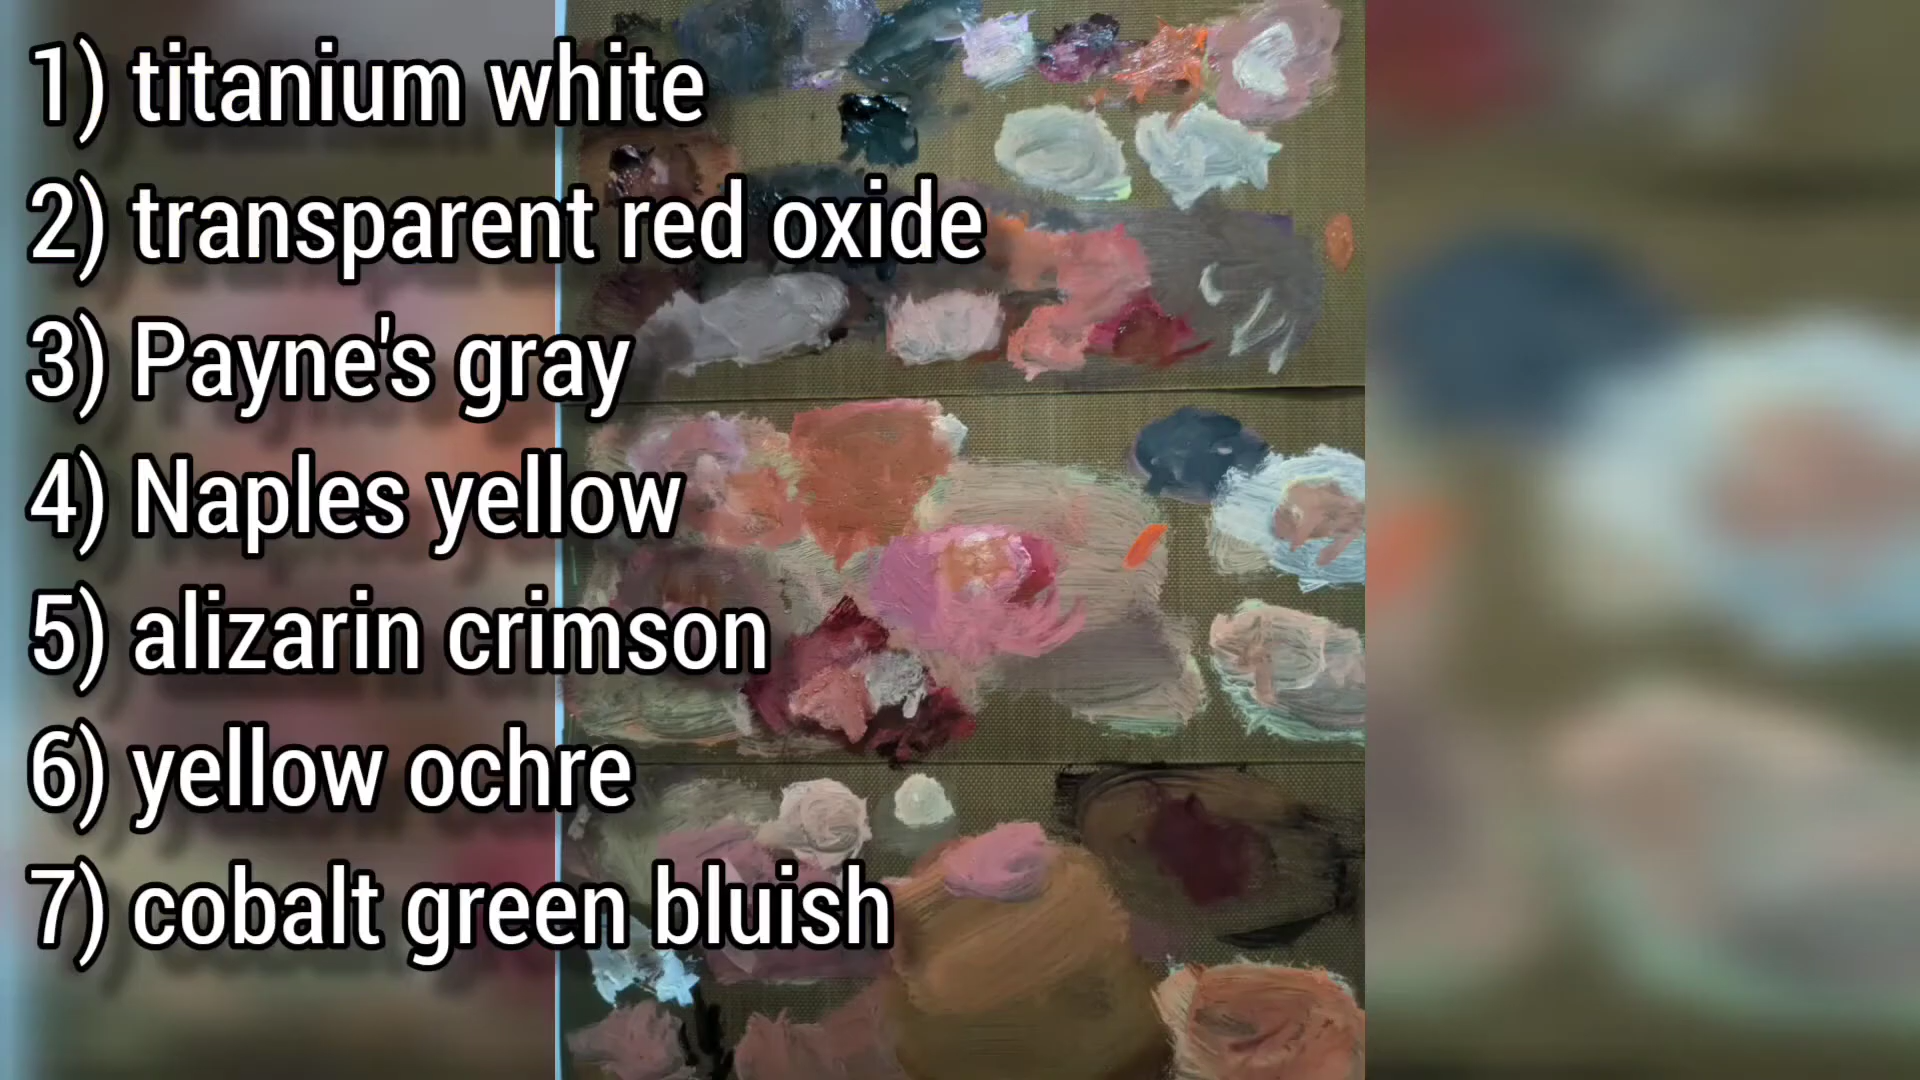 1) titanium white
2) transparent red oxide
3) Payne's gray
4) Naples yellow
5) alizarin crimson
6) yellow ochre
7) cobalt green bluish